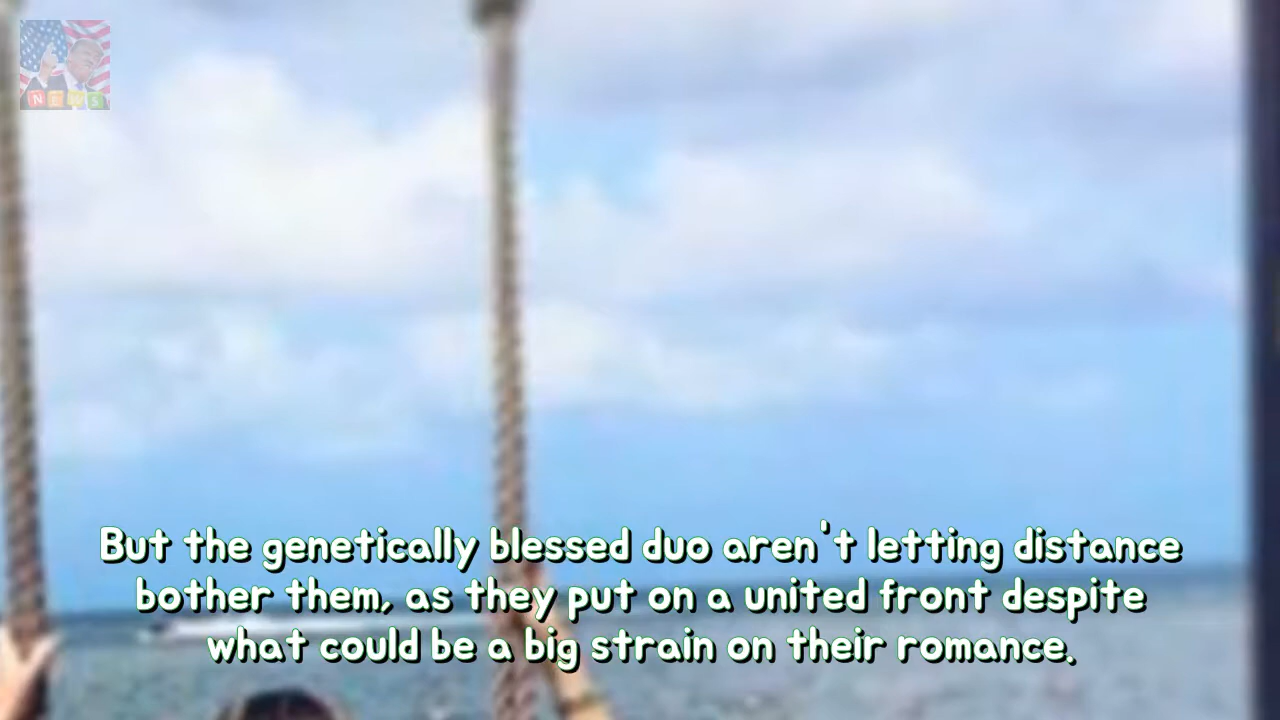 NEWS
But the genetically blessed duo aren't letting distance
bother them, as they put on a united front despite
what could be a big strain on their romance.